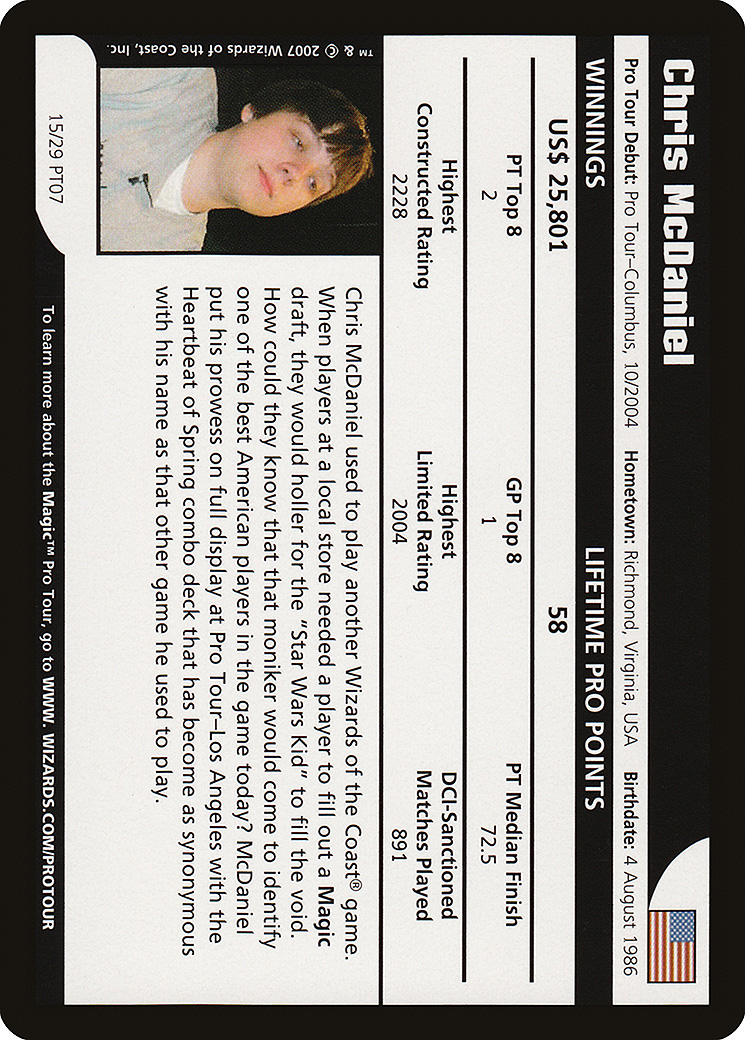 Chris McDaniel
Pro Tour Debut: Pro Tour–Columbus, 10/2004 Hometown: Richmond, Virginia, USA Birthdate: 4 August 1986
WINNINGS LIFETIME PRO POINTS
US$ 25,801 58
PT Top 8 GP Top 8 PT Median Finish
2 1 72.5
Highest Highest DCI-Sanctioned
Constructed Rating Limited Rating Matches Played
2228 2004 891
Chris McDaniel used to play another Wizards of the Coast® game.
When players at a local store needed a player to fill out a Magic
draft, they would holler for the "Star Wars Kid" to fill the void.
How could they know that that moniker would come to identify
one of the best American players in the game today? McDaniel
put his prowess on full display at Pro Tour–Los Angeles with the
Heartbeat of Spring combo deck that has become as synonymous
with his name as that other game he used to play.
™ & © 2007 Wizards of the Coast, Inc.
15/29 PT07
To learn more about the Magic™ Pro Tour, go to WWW. WIZARDS.COM/PROTOUR